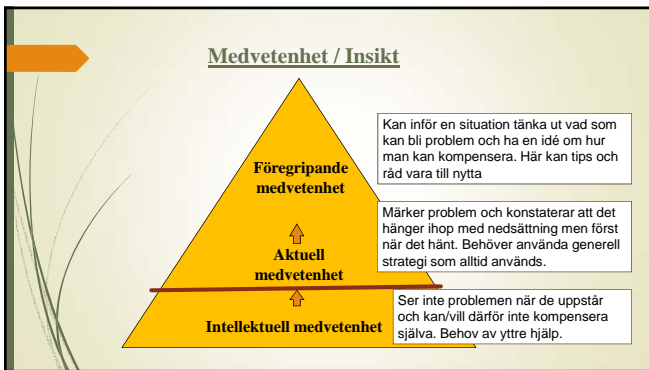 Medvetenhet / Insikt
Föregripande
medvetenhet
Kan inför en situation tänka ut vad som
kan bli problem och ha en idé om hur
man kan kompensera. Här kan tips och
råd vara till nytta
Aktuell
medvetenhet
Märker problem och konstaterar att det
hänger ihop med nedsättning men först
när det hänt. Behöver använda generell
strategi som alltid används.
Intellektuell medvetenhet
Ser inte problemen när de uppstår
och kan/vill därför inte kompensera
själva. Behov av yttre hjälp.